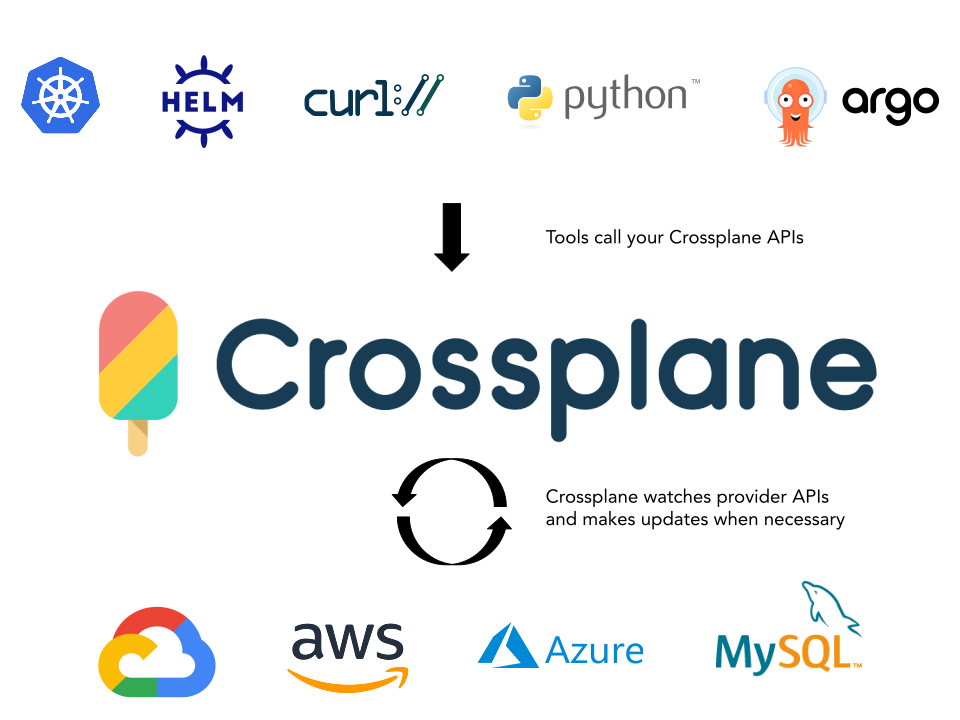 HELM
curl://
python™
argo
Tools call your Crossplane APIs
Crossplane
Crossplane watches provider APIs
and makes updates when necessary
aws
Azure
MySQL™